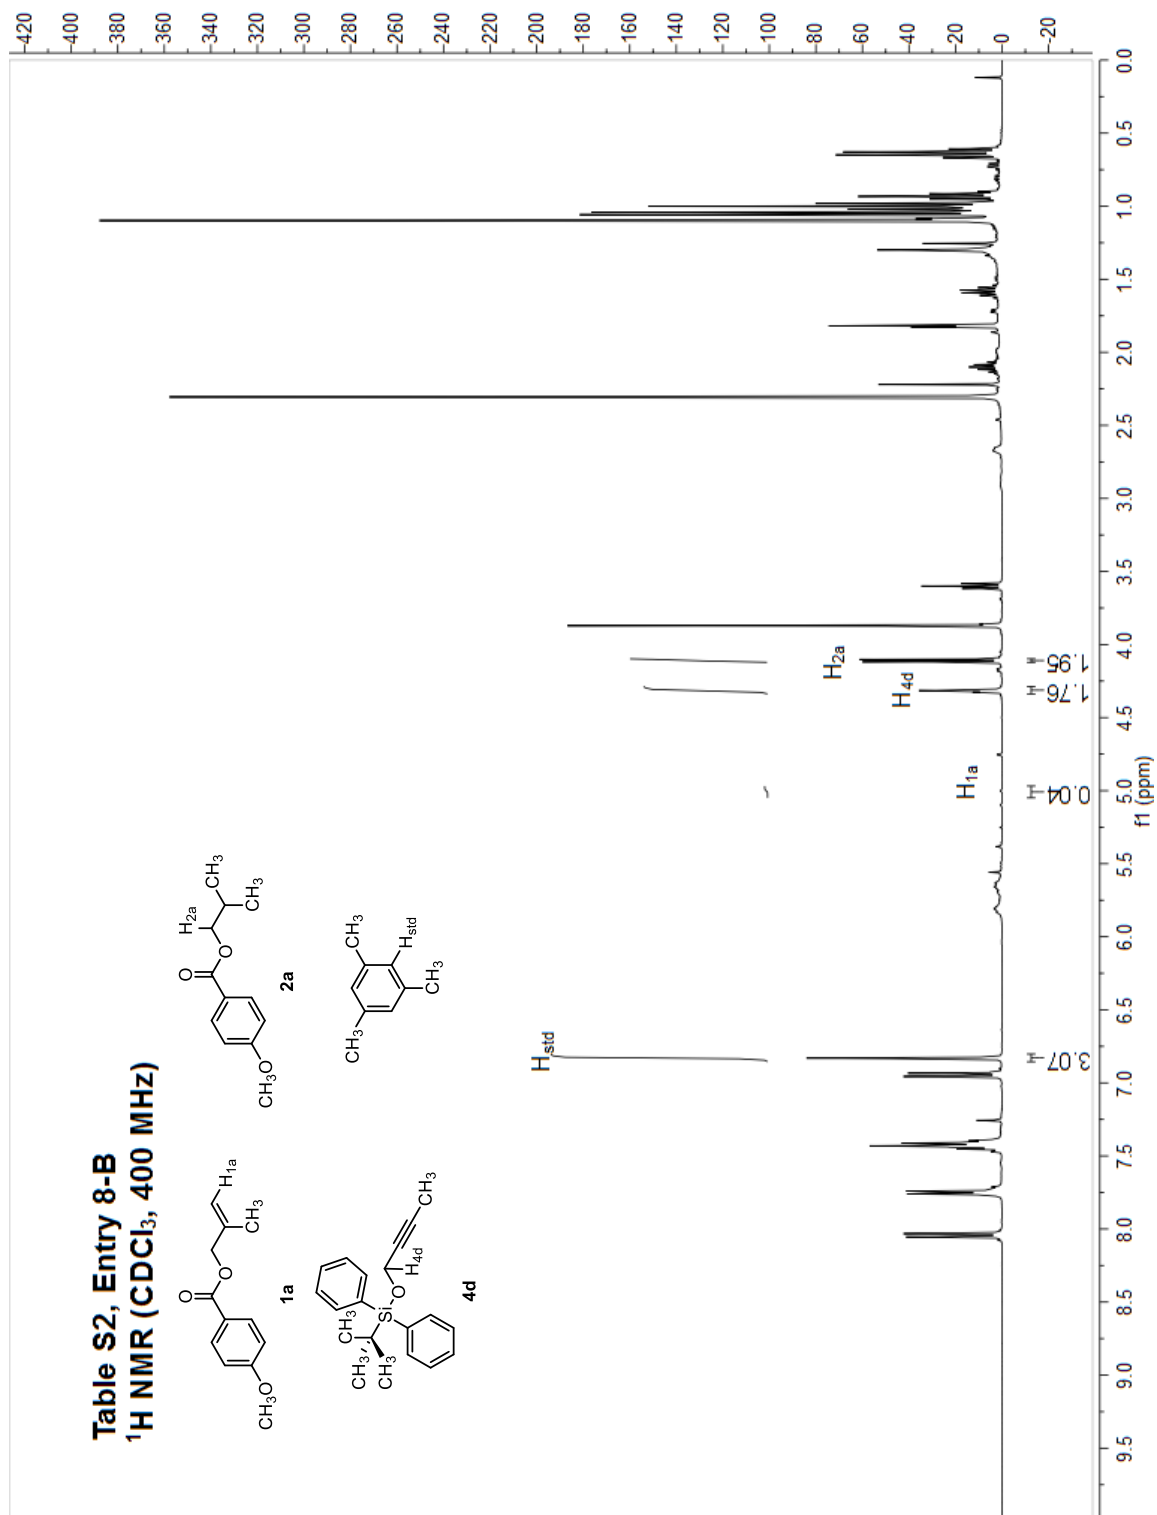 Table S2, Entry 8-B
¹H NMR (CDCl₃, 400 MHz)
O
O
CH₃O
H₁ₐ
CH₃
1a
O
O
CH₃O
H₂ₐ
CH₃
CH₃
2a
CH₃
CH₃
CH₃
Si
O
H₄d
CH₃
4d
CH₃
CH₃
CH₃
Hstd
Hstd
H₁ₐ
H₄d
H₂ₐ
3.07
0.04
1.76
1.95
9.5 9.0 8.5 8.0 7.5 7.0 6.5 6.0 5.5 5.0 4.5 4.0 3.5 3.0 2.5 2.0 1.5 1.0 0.5 0.0
f1 (ppm)
420
400
380
360
340
320
300
280
260
240
220
200
180
160
140
120
100
80
60
40
20
0
-20